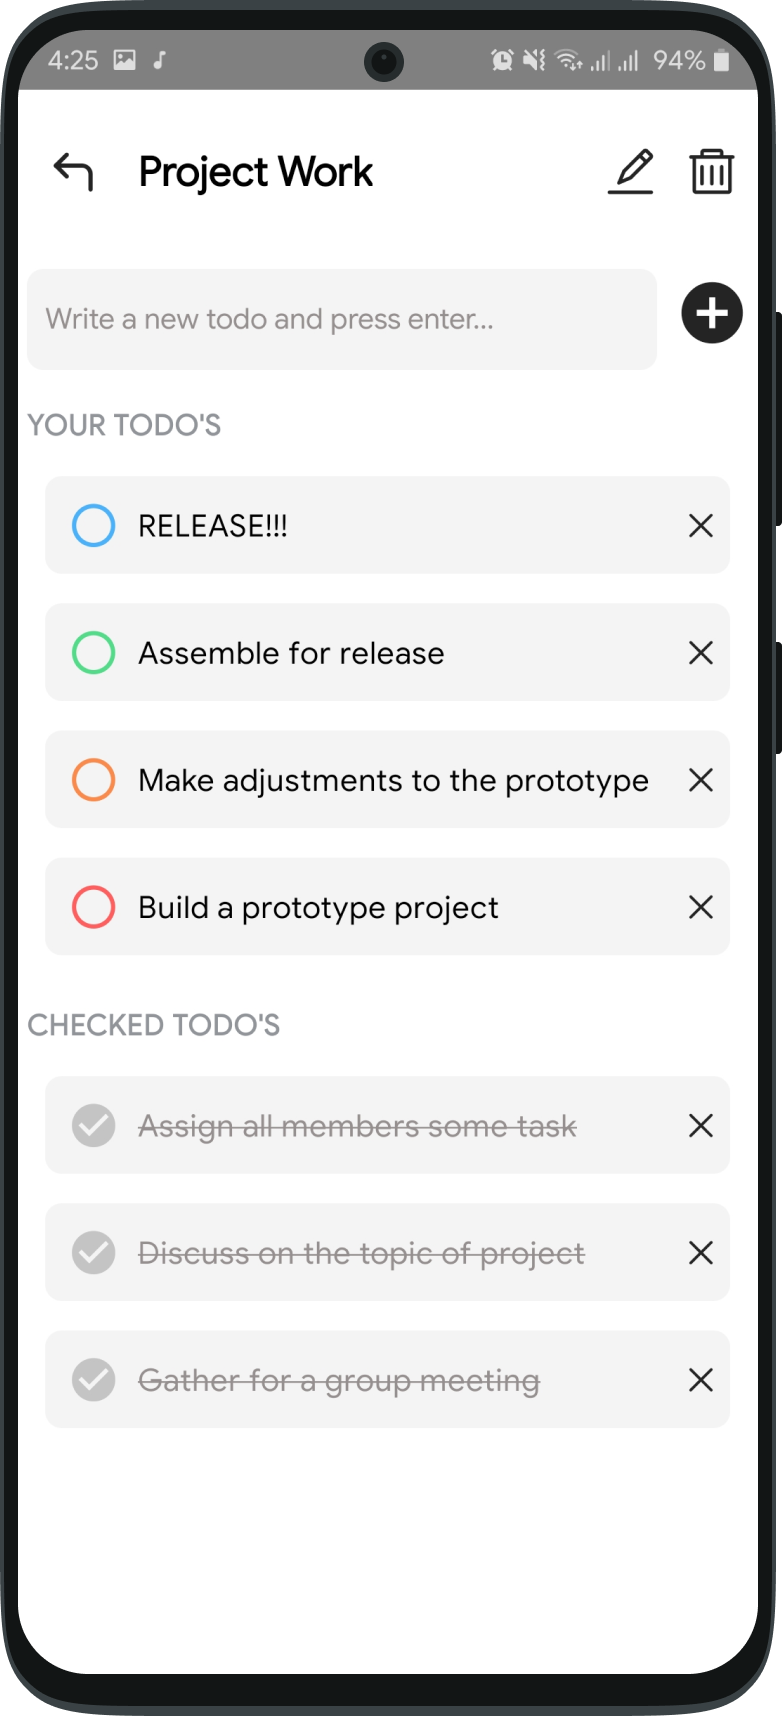 4:25 94%
Project Work
Write a new todo and press enter...
YOUR TODO'S
RELEASE!!!
Assemble for release
Make adjustments to the prototype
Build a prototype project
CHECKED TODO'S
Assign all members some task
Discuss on the topic of project
Gather for a group meeting